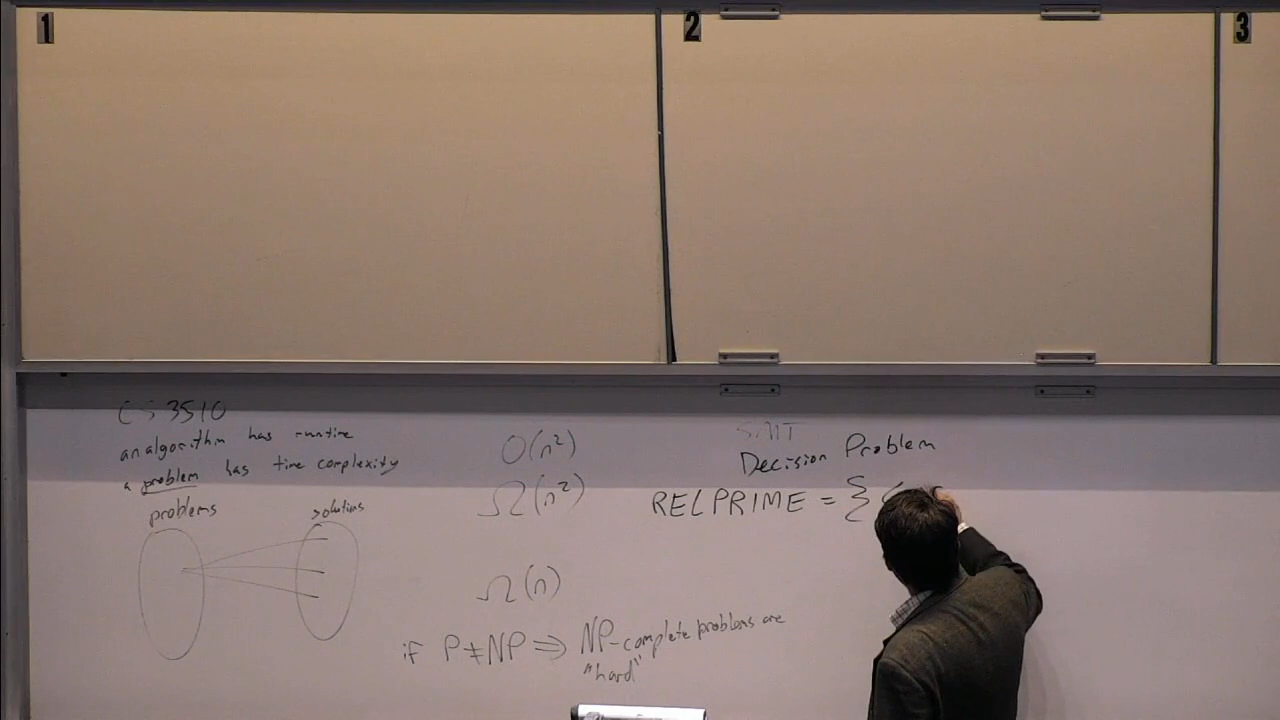 1
2
3
CS 3510
an algorithm has runtime
a problem has time complexity
problems
solutions
O(n²)
Ω(n²)
Ω(n)
if P≠NP ⇒ NP-complete problems are
"hard"
Decision Problem
RELPRIME = {